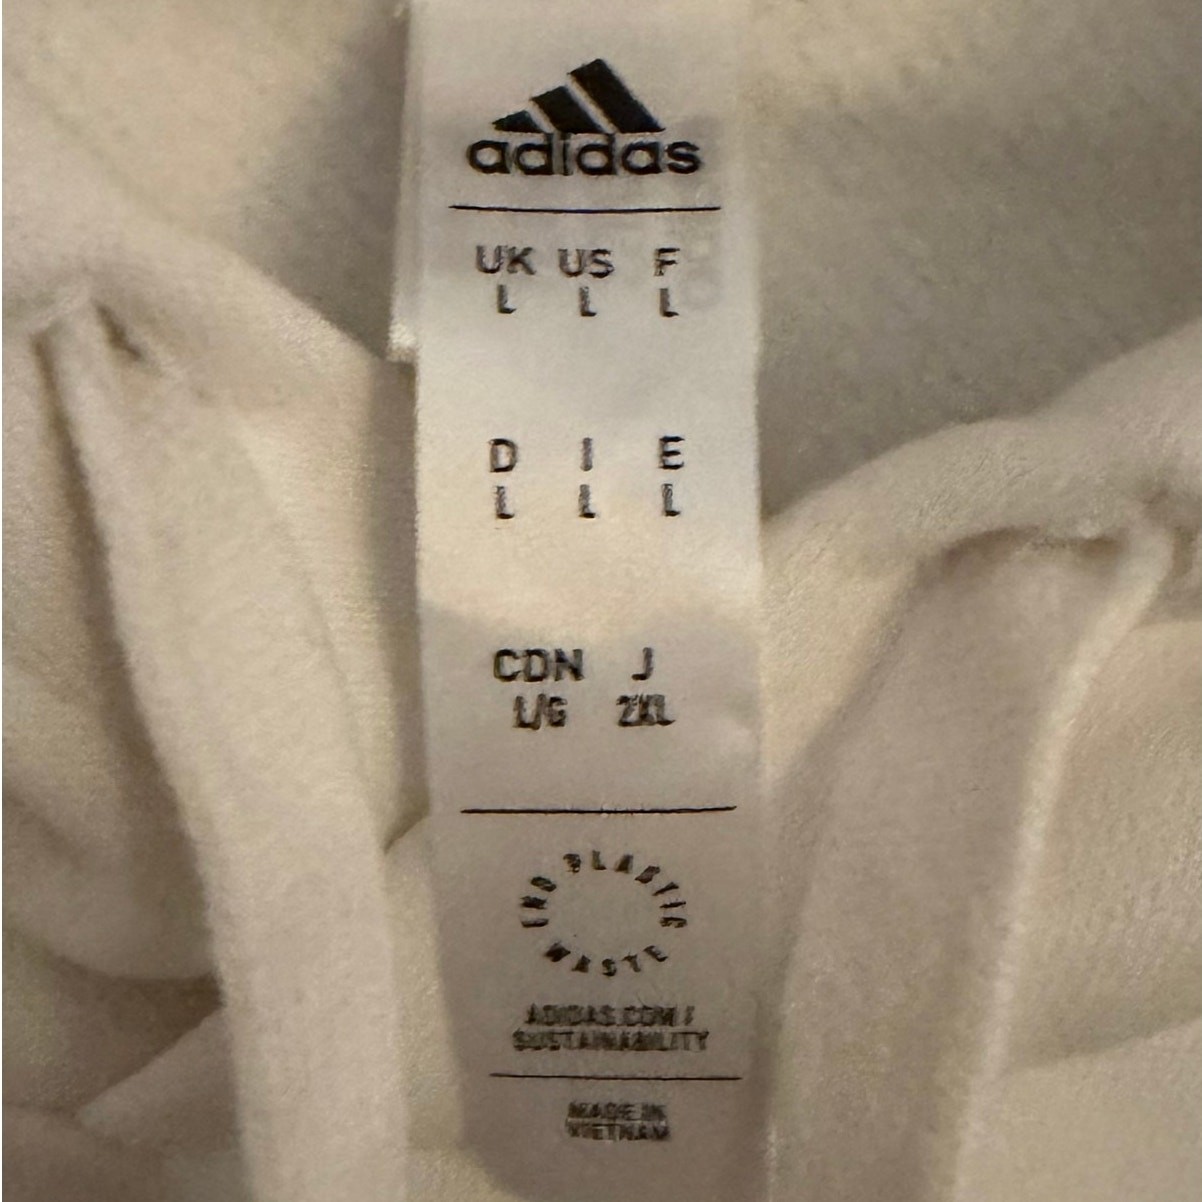 adidas
UK US F
L L L
D I E
L L L
CDN J
L/G 2XL
END PLASTIC WASTE
ADIDAS.COM/
SUSTAINABILITY
MADE IN
VIETNAM